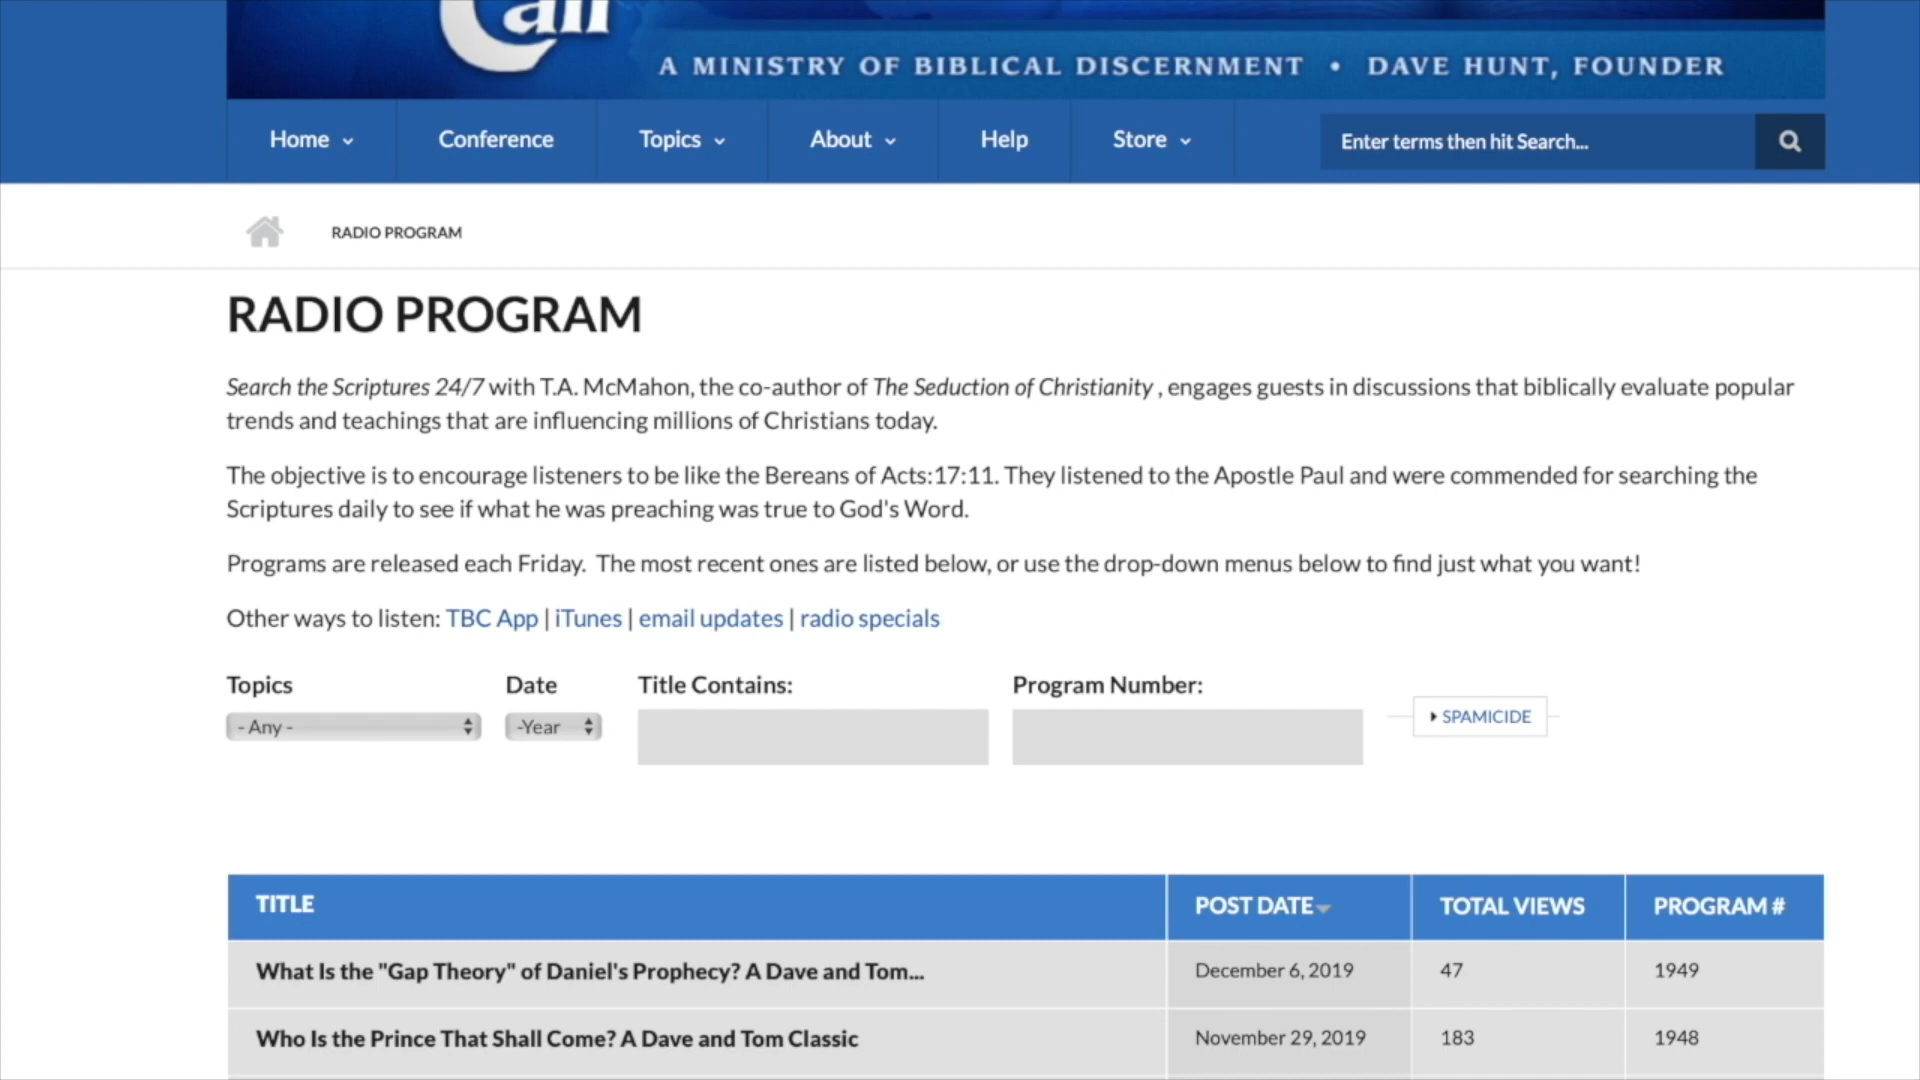 Call
A MINISTRY OF BIBLICAL DISCERNMENT • DAVE HUNT, FOUNDER
Home Conference Topics About Help Store Enter terms then hit Search...
RADIO PROGRAM
RADIO PROGRAM
Search the Scriptures 24/7 with T.A. McMahon, the co-author of The Seduction of Christianity , engages guests in discussions that biblically evaluate popular
trends and teachings that are influencing millions of Christians today.
The objective is to encourage listeners to be like the Bereans of Acts:17:11. They listened to the Apostle Paul and were commended for searching the
Scriptures daily to see if what he was preaching was true to God's Word.
Programs are released each Friday. The most recent ones are listed below, or use the drop-down menus below to find just what you want!
Other ways to listen: TBC App | iTunes | email updates | radio specials
Topics Date Title Contains: Program Number:
- Any - -Year SPAMICIDE
TITLE POST DATE TOTAL VIEWS PROGRAM #
What Is the "Gap Theory" of Daniel's Prophecy? A Dave and Tom... December 6, 2019 47 1949
Who Is the Prince That Shall Come? A Dave and Tom Classic November 29, 2019 183 1948